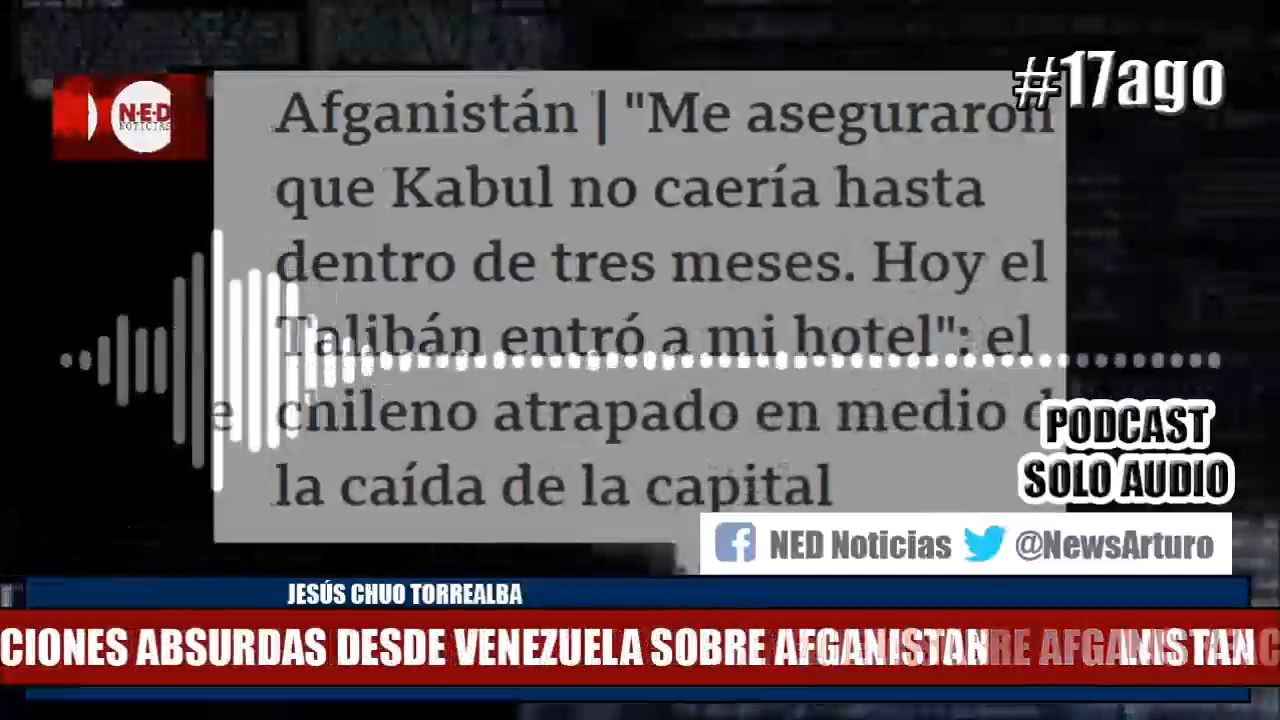 #17ago
N-E-D
NOTICIAS
Afganistán | "Me aseguraron
que Kabul no caería hasta
dentro de tres meses. Hoy el
Talibán entró a mi hotel": el
chileno atrapado en medio d
la caída de la capital
PODCAST
SOLO AUDIO
NED Noticias @NewsArturo
JESÚS CHUO TORREALBA
CIONES ABSURDAS DESDE VENEZUELA SOBRE AFGANISTAN